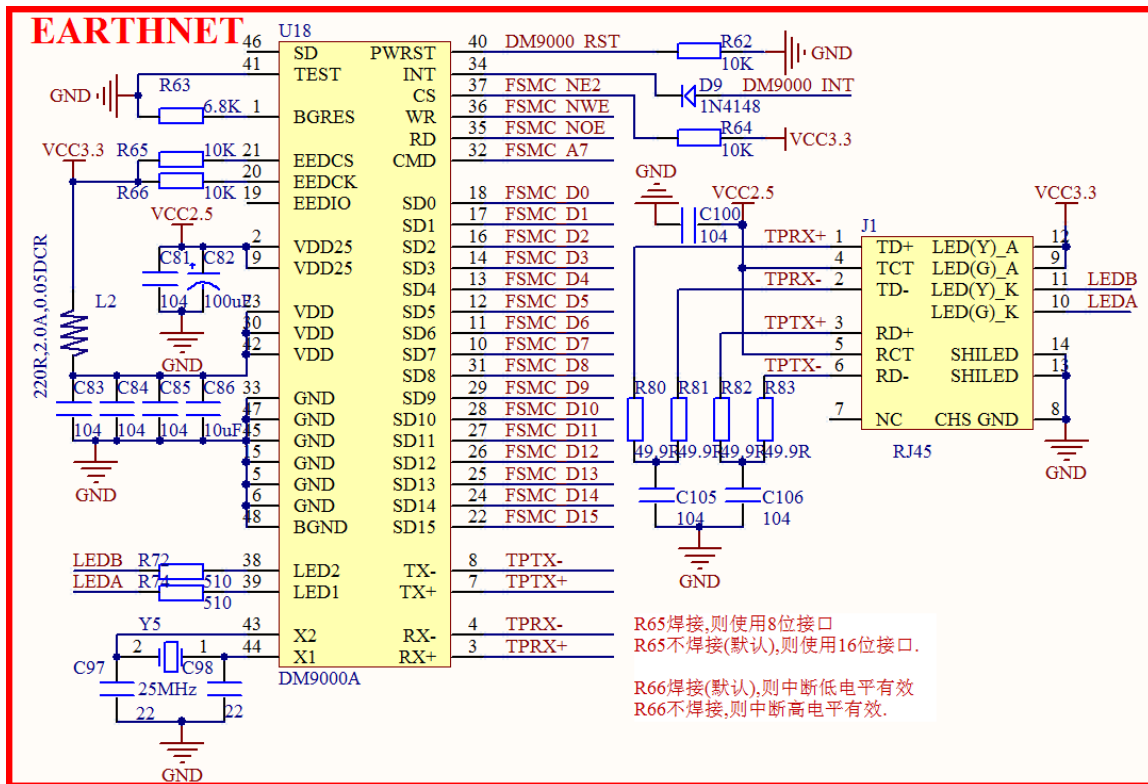 EARTHNET
U18
46 SD PWRST 40 DM9000_RST R62 10K GND
41 TEST INT 34 D9 1N4148 DM9000_INT
GND R63 6.8K 1 BGRES CS 37 FSMC_NE2
WR 36 FSMC_NWE
RD 35 FSMC_NOE R64 10K VCC3.3
VCC3.3 R65 10K 21 EEDCS CMD 32 FSMC_A7
R66 10K 20 EEDCK
19 EEDIO SD0 18 FSMC_D0
SD1 17 FSMC_D1
VCC2.5 2 VDD25 SD2 16 FSMC_D2
9 VDD25 SD3 14 FSMC_D3
C81 104 C82 100uF GND
SD4 13 FSMC_D4
23 VDD SD5 12 FSMC_D5
30 VDD SD6 11 FSMC_D6
42 VDD SD7 10 FSMC_D7
L2 220R,2.0A,0.05DCR
SD8 31 FSMC_D8
C83 104 C84 104 C85 104 C86 10uF GND
33 GND SD9 29 FSMC_D9
47 GND SD10 28 FSMC_D10
45 GND SD11 27 FSMC_D11
GND SD12 26 FSMC_D12
5 GND SD13 25 FSMC_D13
6 GND SD14 24 FSMC_D14
48 BGND SD15 22 FSMC_D15
LEDB R72 510 38 LED2 TX- 8 TPTX-
LEDA R74 510 39 LED1 TX+ 7 TPTX+
Y5 43 X2 RX- 4 TPRX-
2 1 44 X1 RX+ 3 TPRX+
C97 22 25MHz C98 22 GND
DM9000A
GND C100 104 VCC2.5 VCC3.3
J1
TPRX+ 1 TD+ LED(Y)_A 12
4 TCT LED(G)_A 9
TPRX- 2 TD- LED(Y)_K 11 LEDB
LED(G)_K 10 LEDA
TPTX+ 3 RD+
5 RCT SHILED 14
TPTX- 6 RD- SHILED 13
7 NC CHS GND 8
RJ45 GND
R80 R81 R82 R83
49.9R 49.9R 49.9R 49.9R
C105 104 C106 104
GND
R65焊接,则使用8位接口
R65不焊接(默认),则使用16位接口.
R66焊接(默认),则中断低电平有效
R66不焊接,则中断高电平有效.